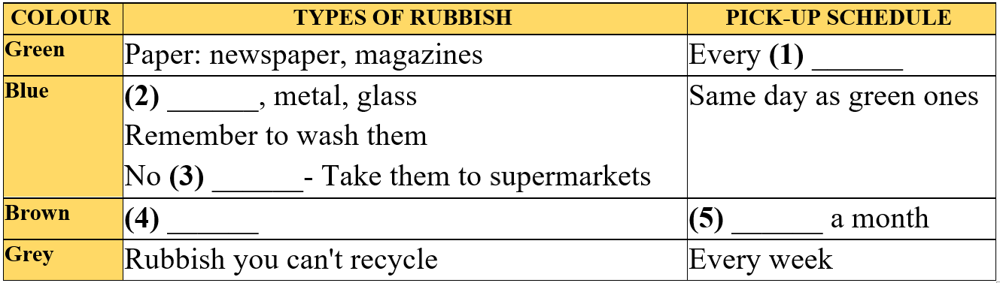 COLOUR TYPES OF RUBBISH PICK-UP SCHEDULE
Green Paper: newspaper, magazines Every (1) ______
Blue (2) ______, metal, glass Same day as green ones
Remember to wash them
No (3) ______- Take them to supermarkets
Brown (4) ______ (5) ______ a month
Grey Rubbish you can't recycle Every week